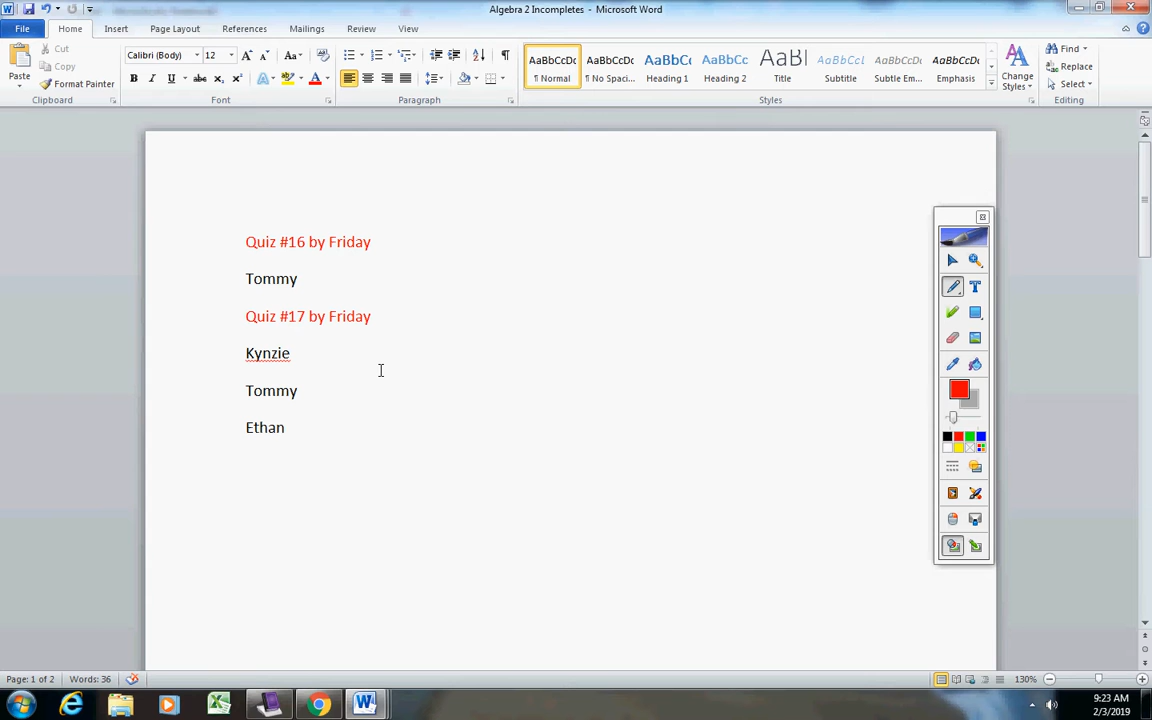 Algebra 2 Incompletes - Microsoft Word
File Home Insert Page Layout References Mailings Review View
Paste
Cut
Copy
Format Painter
Clipboard
Calibri (Body) 12
Font
Paragraph
AaBbCcDc AaBbCcDc AaBbCc AaBbCc AaBl AaBbCcL AaBbCcDc AaBbCcDc
¶ Normal ¶ No Spaci... Heading 1 Heading 2 Title Subtitle Subtle Em... Emphasis
Styles
Change Styles
Find
Replace
Select
Editing
Quiz #16 by Friday
Tommy
Quiz #17 by Friday
Kynzie
Tommy
Ethan
Page: 1 of 2 Words: 36 130%
9:23 AM
2/3/2019